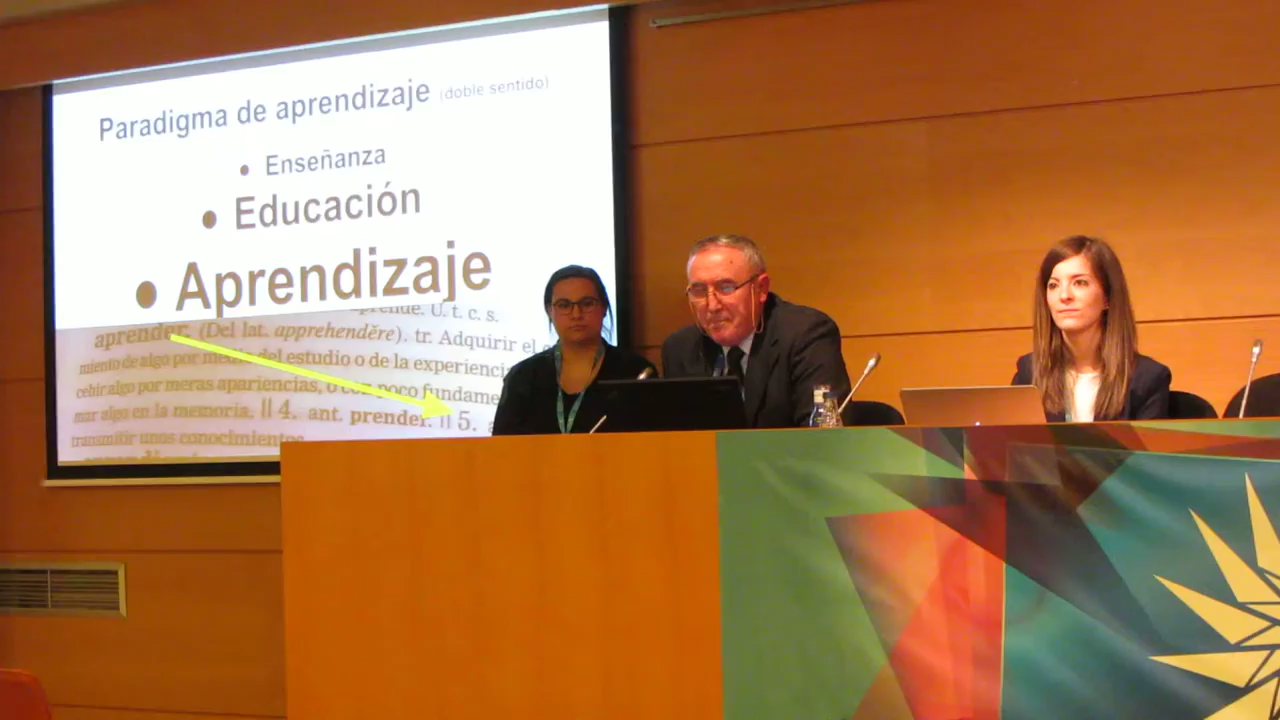 Paradigma de aprendizaje (doble sentido)
• Enseñanza
• Educación
• Aprendizaje
U. t. c. s.
aprender. (Del lat. apprehendĕre). tr. Adquirir el
miento de algo por medio del estudio o de la
cebir algo por meras apariencias, o con poco
mar algo en la memoria. || 4. ant. prender. || 5.
transmitir unos conocimientos